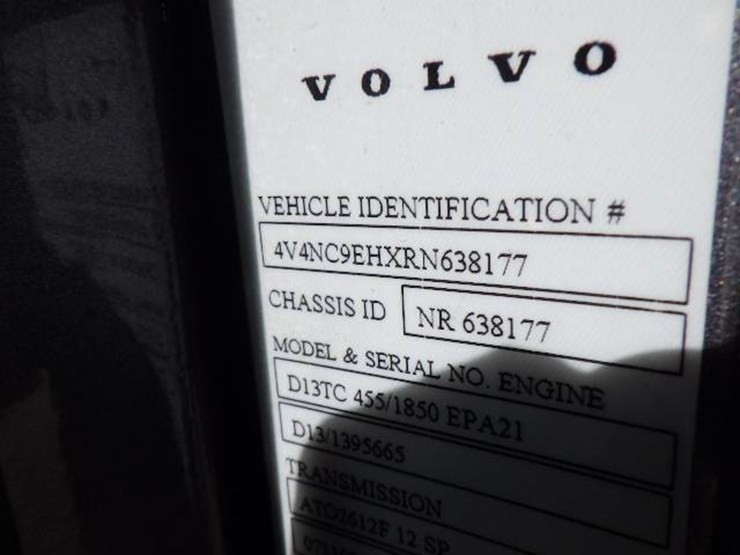 VOLVO
VEHICLE IDENTIFICATION #
4V4NC9EHXRN638177
CHASSIS ID NR 638177
MODEL & SERIAL NO. ENGINE
D13TC 455/1850 EPA21
D13/1395665
TRANSMISSION
ATO2612F 12 SP